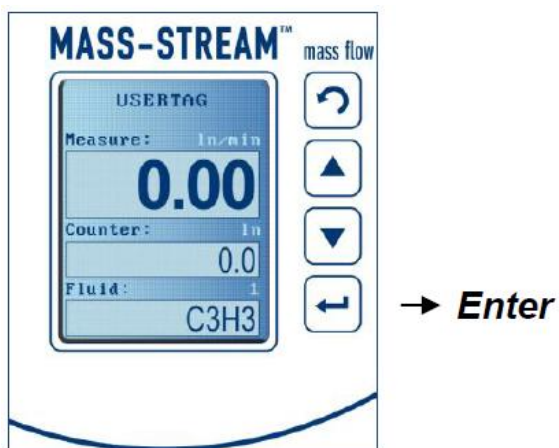 MASS-STREAM™ mass flow
USERTAG
Measure: ln/min
0.00
Counter: ln
0.0
Fluid: 1
C3H3
Enter